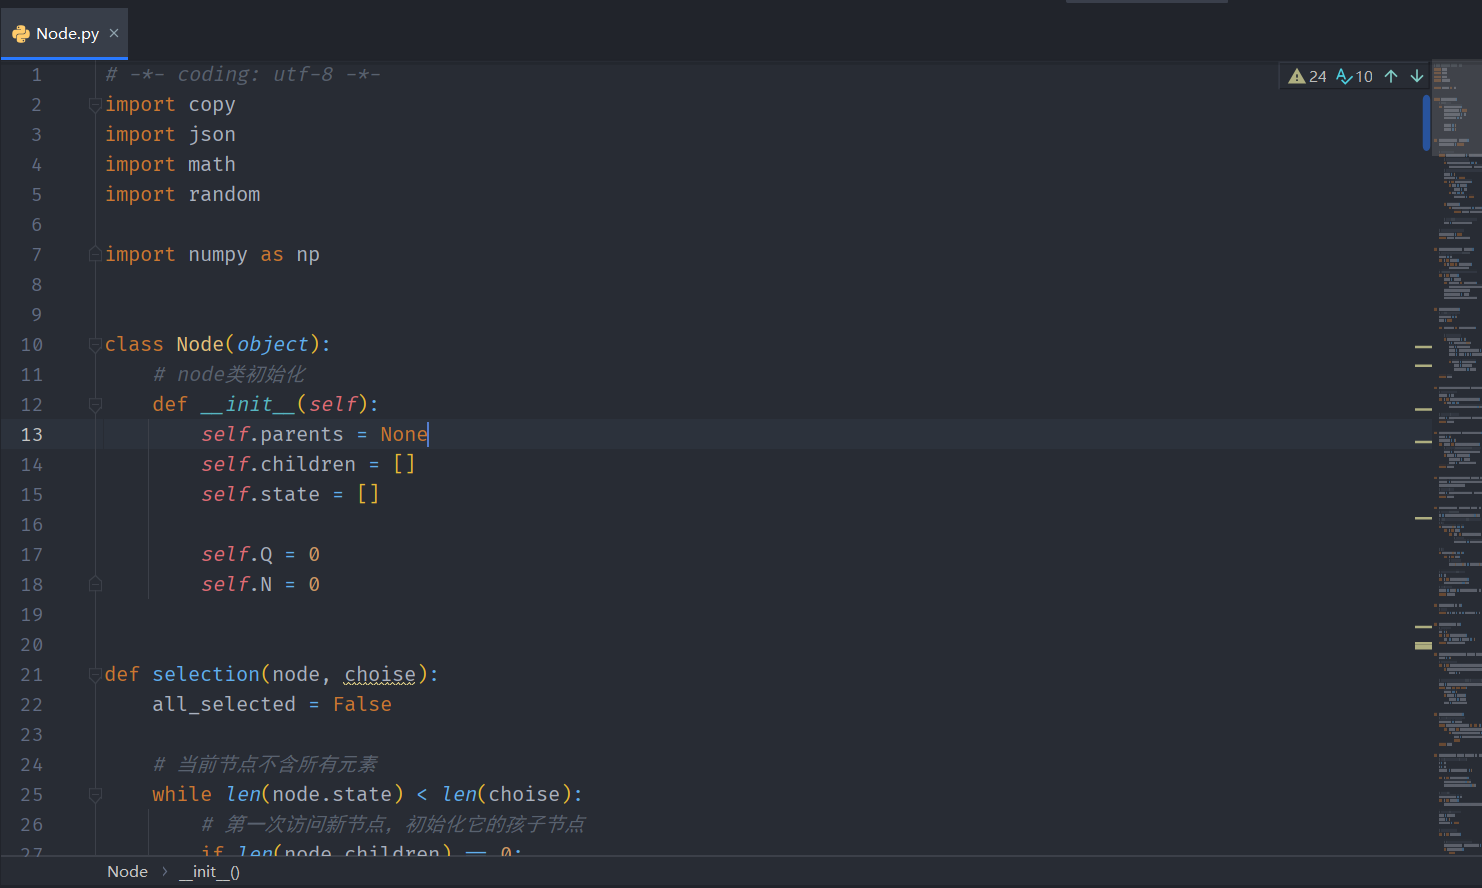 Node.py
24 10
1 # -*- coding: utf-8 -*-
2 import copy
3 import json
4 import math
5 import random
6
7 import numpy as np
8
9
10 class Node(object):
11 # node类初始化
12 def __init__(self):
13 self.parents = None
14 self.children = []
15 self.state = []
16
17 self.Q = 0
18 self.N = 0
19
20
21 def selection(node, choise):
22 all_selected = False
23
24 # 当前节点不含所有元素
25 while len(node.state) < len(choise):
26 # 第一次访问新节点，初始化它的孩子节点
27 if len(node.children) == 0:
Node > __init__()